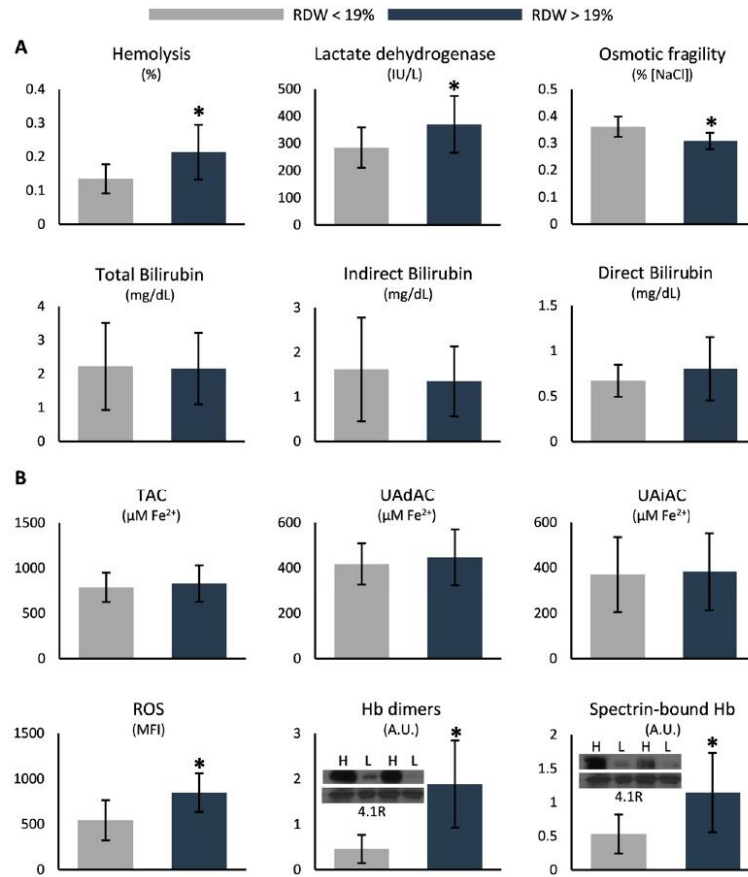 RDW < 19% RDW > 19%
A
Hemolysis Lactate dehydrogenase Osmotic fragility
(%) (IU/L) (% [NaCl])
0.4 500 0.5
* * *
400 0.4
0.3
300 0.3
0.2
200 0.2
0.1
100 0.1
0 0 0
Total Bilirubin Indirect Bilirubin Direct Bilirubin
(mg/dL) (mg/dL) (mg/dL)
4 3 1.5
3
2 1
2
1 0.5
1
0 0 0
B
TAC UAdAC UAiAC
(µM Fe²⁺) (µM Fe²⁺) (µM Fe²⁺)
1500 600 600
1000 400 400
500 200 200
0 0 0
ROS Hb dimers Spectrin-bound Hb
(MFI) (A.U.) (A.U.)
1500 3 2
* * *
H L H L H L H L
1000 2 1.5
4.1R 4.1R
1
500 1
0.5
0 0 0